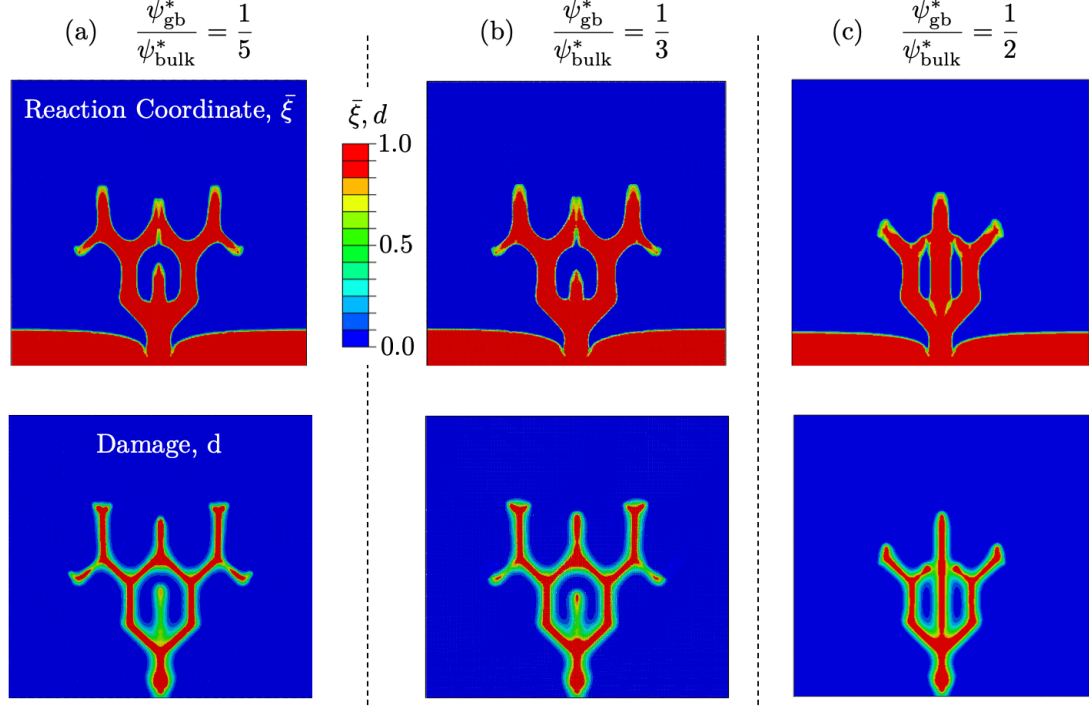 (a) ψ*gb/ψ*bulk = 1/5
(b) ψ*gb/ψ*bulk = 1/3
(c) ψ*gb/ψ*bulk = 1/2
Reaction Coordinate, ξ̄
ξ̄, d
1.0
0.5
0.0
Damage, d